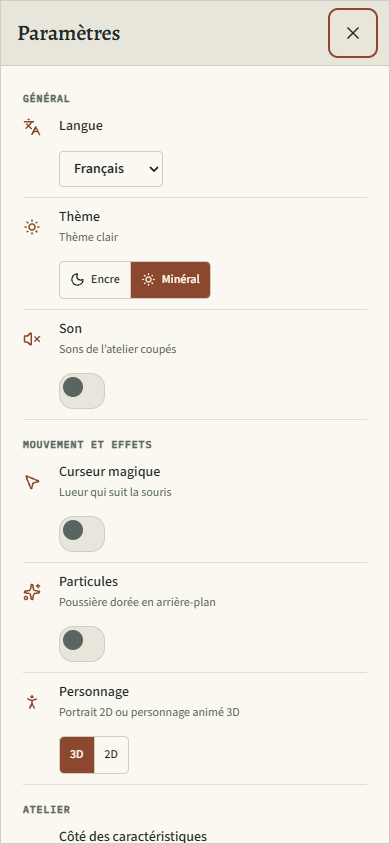 Paramètres
GÉNÉRAL
Langue
Français
Thème
Thème clair
Encre
Minéral
Son
Sons de l’atelier coupés
MOUVEMENT ET EFFETS
Curseur magique
Lueur qui suit la souris
Particules
Poussière dorée en arrière-plan
Personnage
Portrait 2D ou personnage animé 3D
3D
2D
ATELIER
Côté des caractéristiques